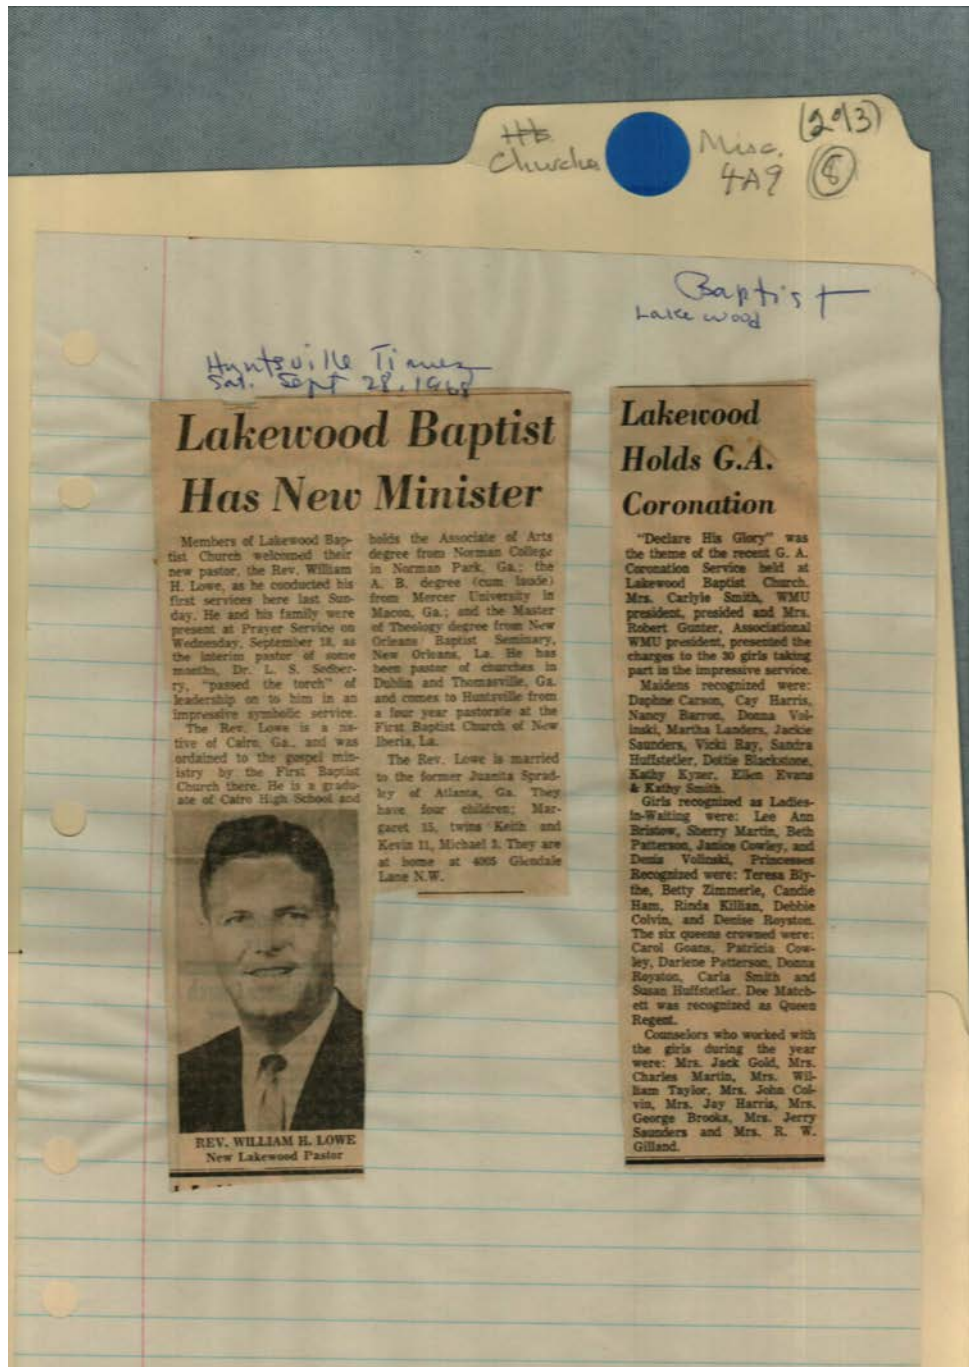 Churches
Misc.
4A9
(293)
8
Baptist
Lakewood
Huntsville Times
Sat. Sept 28, 1968
Lakewood Baptist
Has New Minister
Members of Lakewood Bap-
tist Church welcomed their
new pastor, the Rev. William
H. Lowe, as he conducted his
first services here last Sun-
day. He and his family were
present at Prayer Service on
Wednesday, September 18, as
the interim pastor of some
months, Dr. L. S. Sedber-
ry, "passed the torch" of
leadership on to him in an
impressive symbolic service.
The Rev. Lowe is a na-
tive of Cairo, Ga., and was
ordained to the gospel min-
istry by the First Baptist
Church there. He is a gradu-
ate of Cairo High School and
holds the Associate of Arts
degree from Norman College
in Norman Park, Ga.; the
A. B. degree (cum laude)
from Mercer University in
Macon, Ga.; and the Master
of Theology degree from New
Orleans Baptist Seminary,
New Orleans, La. He has
been pastor of churches in
Dublin and Thomasville, Ga.
and comes to Huntsville from
a four year pastorate at the
First Baptist Church of New
Iberia, La.
The Rev. Lowe is married
to the former Juanita Sprad-
ley of Atlanta, Ga. They
have four children; Mar-
garet 15, twins Keith and
Kevin 11, Michael 3. They are
at home at 4005 Glendale
Lane N.W.
REV. WILLIAM H. LOWE
New Lakewood Pastor
Lakewood
Holds G.A.
Coronation
"Declare His Glory" was
the theme of the recent G. A.
Coronation Service held at
Lakewood Baptist Church.
Mrs. Carlyle Smith, WMU
president, presided and Mrs.
Robert Gunter, Associational
WMU president, presented the
charges to the 30 girls taking
part in the impressive service.
Maidens recognized were:
Daphne Carson, Cay Harris,
Nancy Barron, Donna Vol-
inski, Martha Landers, Jackie
Saunders, Vicki Ray, Sandra
Huffstetler, Dottie Blackstone,
Kathy Kyzer, Ellen Evans
& Kathy Smith.
Girls recognized as Ladies-
in-Waiting were: Lee Ann
Bristow, Sherry Martin, Beth
Patterson, Janice Cowley, and
Denis Volinski, Princesses
Recognized were: Teresa Bly-
the, Betty Zimmerle, Candie
Ham, Rinda Killian, Debbie
Colvin, and Denise Royston.
The six queens crowned were:
Carol Goans, Patricia Cow-
ley, Darlene Patterson, Donna
Royston, Carla Smith and
Susan Huffstetler. Dee Match-
ett was recognized as Queen
Regent.
Counselors who worked with
the girls during the year
were: Mrs. Jack Gold, Mrs.
Charles Martin, Mrs. Wil-
liam Taylor, Mrs. John Col-
vin, Mrs. Jay Harris, Mrs.
George Brooks, Mrs. Jerry
Saunders and Mrs. R. W.
Gilland.